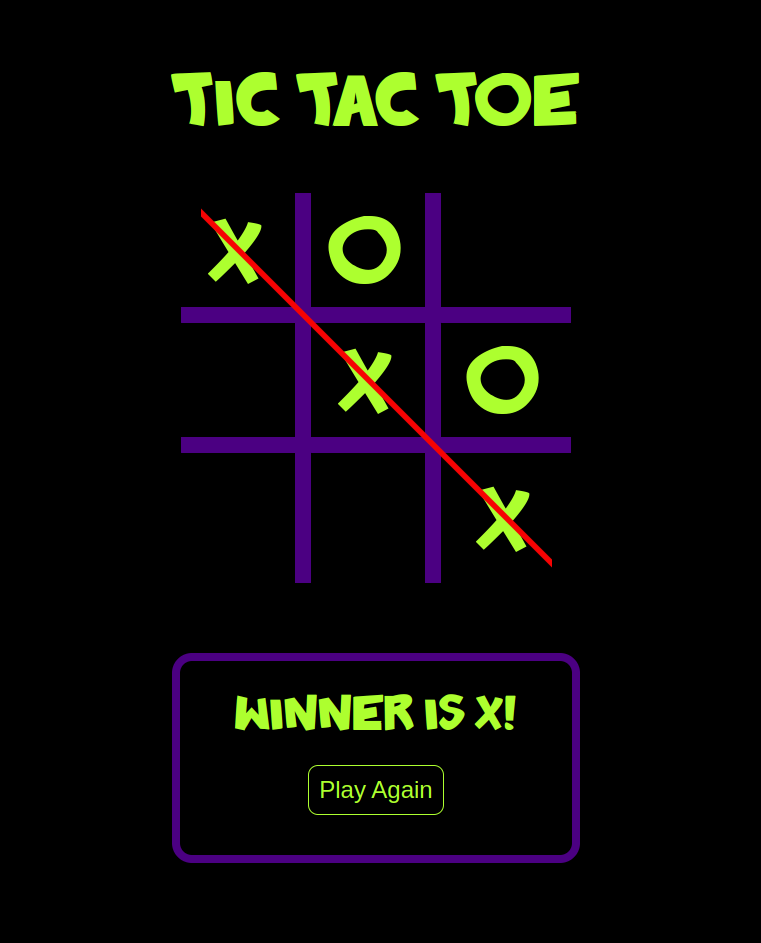 TIC TAC TOE
X O
X O
X
WINNER IS X!
Play Again